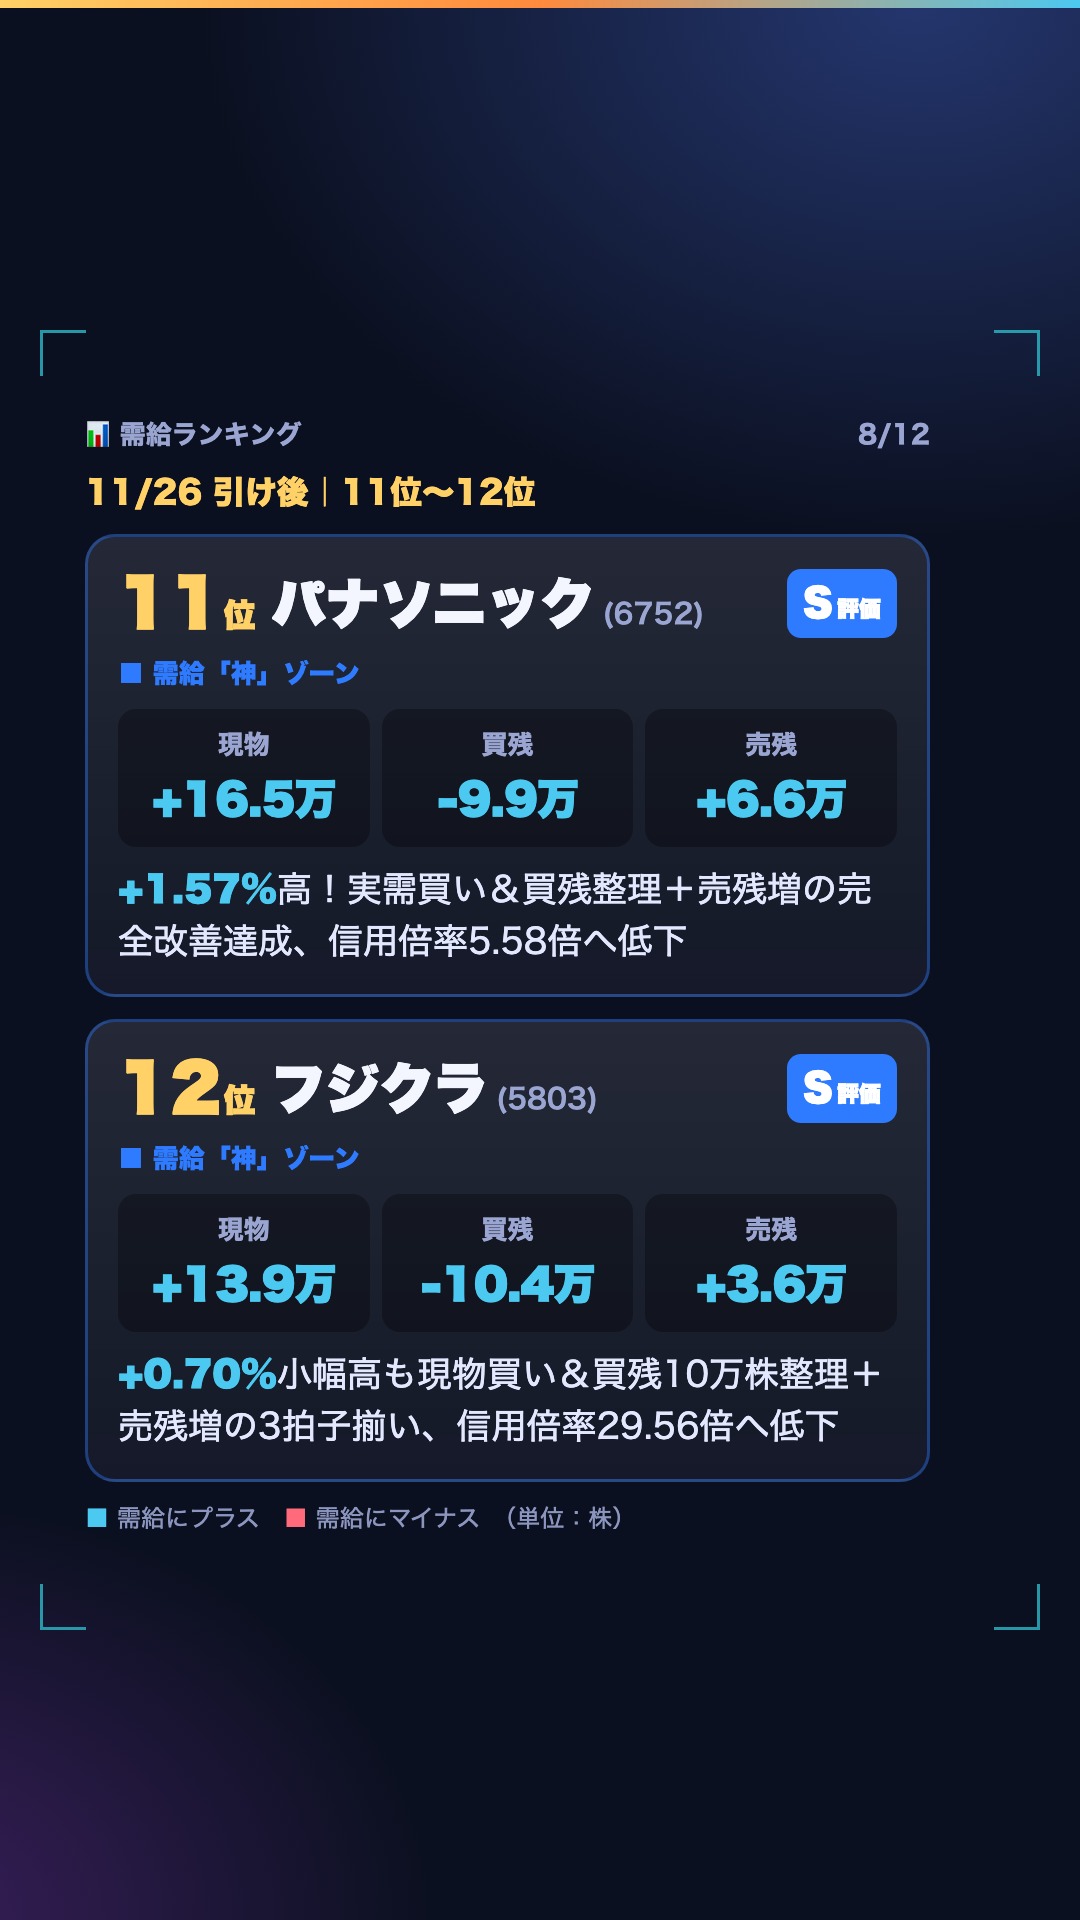 📊 需給ランキング 8/12
11/26 引け後｜11位〜12位
11位 パナソニック (6752) S評価
■ 需給「神」ゾーン
現物 買残 売残
+16.5万 -9.9万 +6.6万
+1.57%高！実需買い＆買残整理＋売残増の完
全改善達成、信用倍率5.58倍へ低下
12位 フジクラ (5803) S評価
■ 需給「神」ゾーン
現物 買残 売残
+13.9万 -10.4万 +3.6万
+0.70%小幅高も現物買い＆買残10万株整理＋
売残増の3拍子揃い、信用倍率29.56倍へ低下
■ 需給にプラス ■ 需給にマイナス （単位：株）